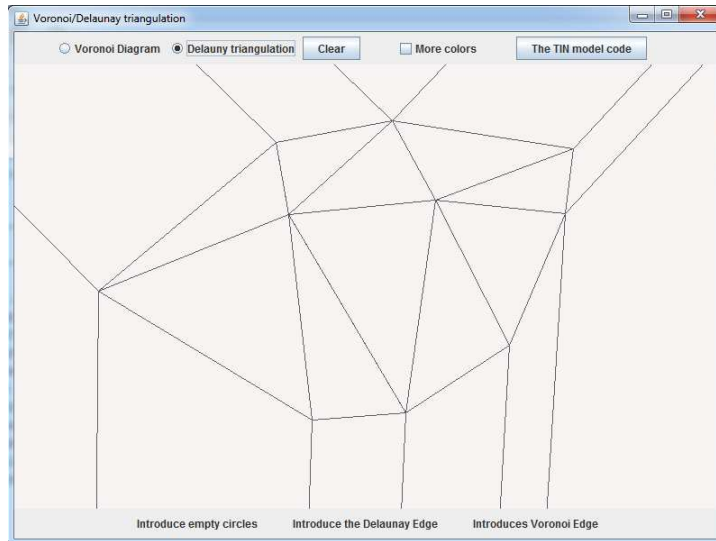 Voronoi/Delaunay triangulation
Voronoi Diagram Delauny triangulation Clear More colors The TIN model code
Introduce empty circles Introduce the Delaunay Edge Introduces Voronoi Edge